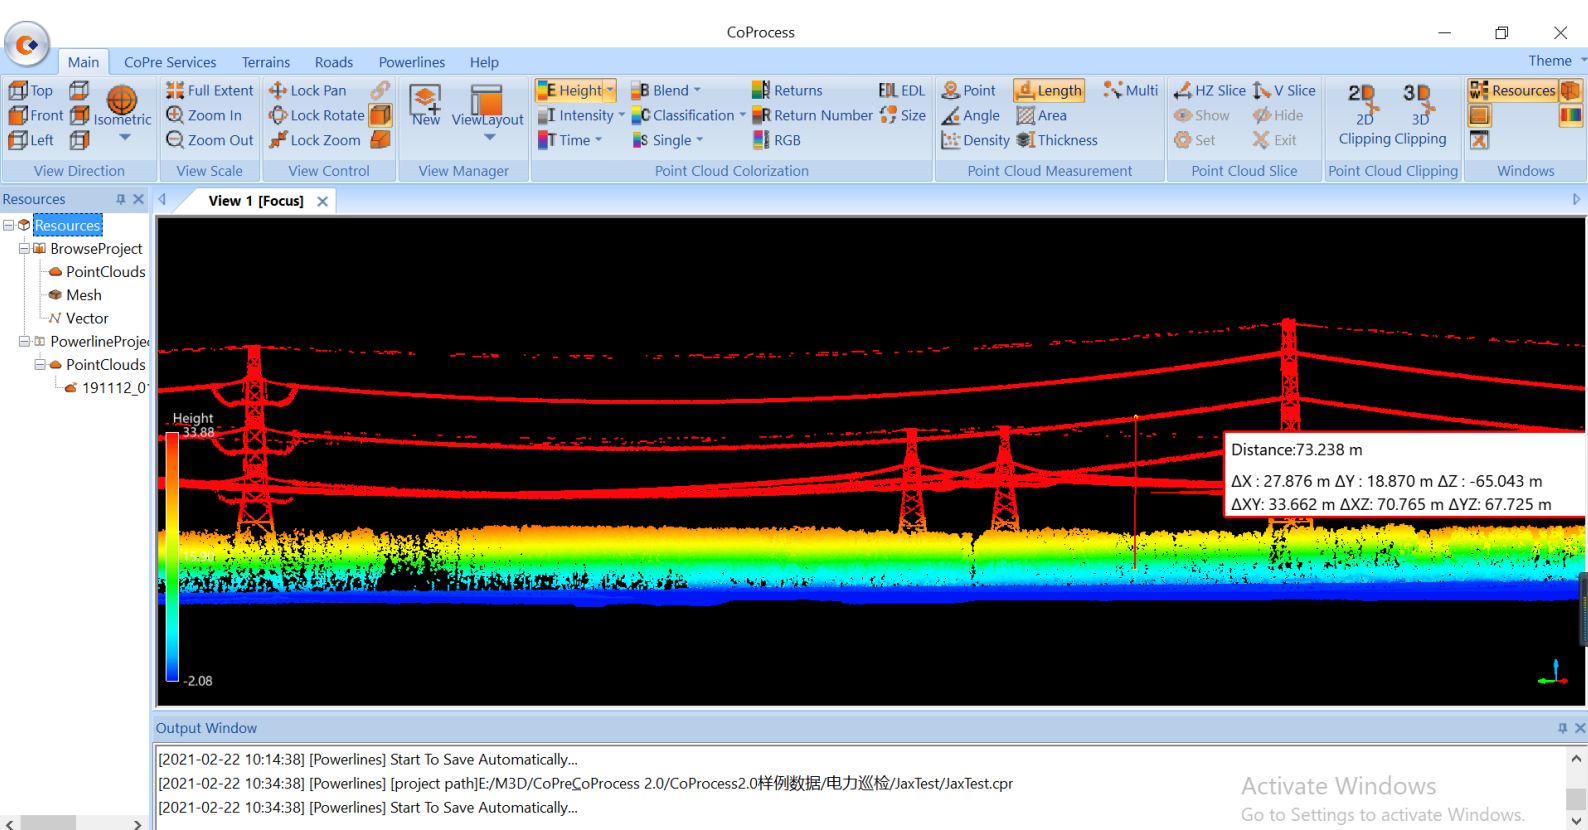 CoProcess
Main CoPre Services Terrains Roads Powerlines Help Theme
Top Full Extent Lock Pan Height Blend Returns EDL EDL Point Length Multi HZ Slice V Slice Resources
Front Isometric Zoom In Lock Rotate New ViewLayout Intensity Classification Return Number Size Angle Area Show Hide 2D 3D
Left Zoom Out Lock Zoom Time Single RGB Density Thickness Set Exit Clipping Clipping
View Direction View Scale View Control View Manager Point Cloud Colorization Point Cloud Measurement Point Cloud Slice Point Cloud Clipping Windows
Resources View 1 [Focus]
Resources
BrowseProject
PointClouds
Mesh
Vector
PowerlineProje
PointClouds
191112_0
Height
33.88
15.90
-2.08
Distance:73.238 m
ΔX : 27.876 m ΔY : 18.870 m ΔZ : -65.043 m
ΔXY: 33.662 m ΔXZ: 70.765 m ΔYZ: 67.725 m
Output Window
[2021-02-22 10:14:38] [Powerlines] Start To Save Automatically...
[2021-02-22 10:34:38] [Powerlines] [project path]E:/M3D/CoPreCoProcess 2.0/CoProcess2.0样例数据/电力巡检/JaxTest/JaxTest.cpr
[2021-02-22 10:34:38] [Powerlines] Start To Save Automatically...
Activate Windows
Go to Settings to activate Windows.